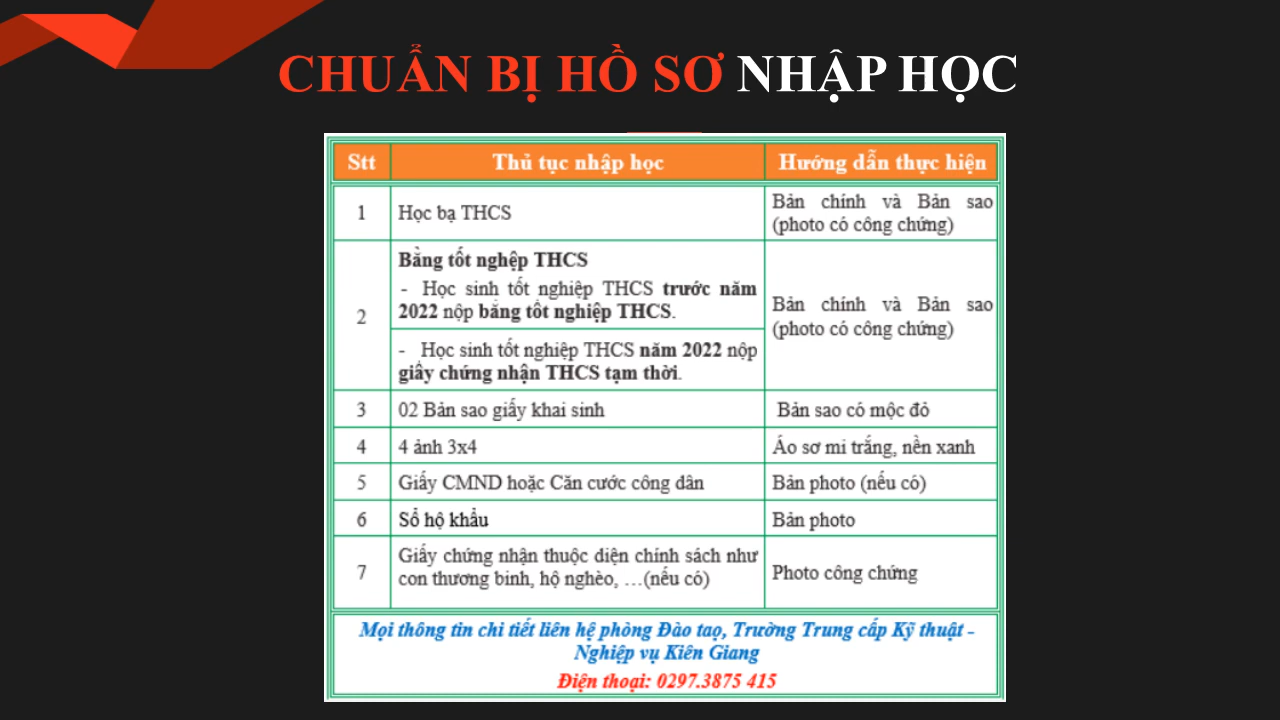 CHUẨN BỊ HỒ SƠ NHẬP HỌC
Stt Thủ tục nhập học Hướng dẫn thực hiện
1 Học bạ THCS Bản chính và Bản sao
(photo có công chứng)
2 Bằng tốt nghệp THCS
- Học sinh tốt nghiệp THCS trước năm
2022 nộp bằng tốt nghiệp THCS.
Bản chính và Bản sao
(photo có công chứng)
- Học sinh tốt nghiệp THCS năm 2022 nộp
giấy chứng nhận THCS tạm thời.
3 02 Bản sao giấy khai sinh Bản sao có mộc đỏ
4 4 ảnh 3x4 Áo sơ mi trắng, nền xanh
5 Giấy CMND hoặc Căn cước công dân Bản photo (nếu có)
6 Sổ hộ khẩu Bản photo
7 Giấy chứng nhận thuộc diện chính sách như
con thương binh, hộ nghèo, …(nếu có)
Photo công chứng
Mọi thông tin chi tiết liên hệ phòng Đào tạo, Trường Trung cấp Kỹ thuật -
Nghiệp vụ Kiên Giang
Điện thoại: 0297.3875 415